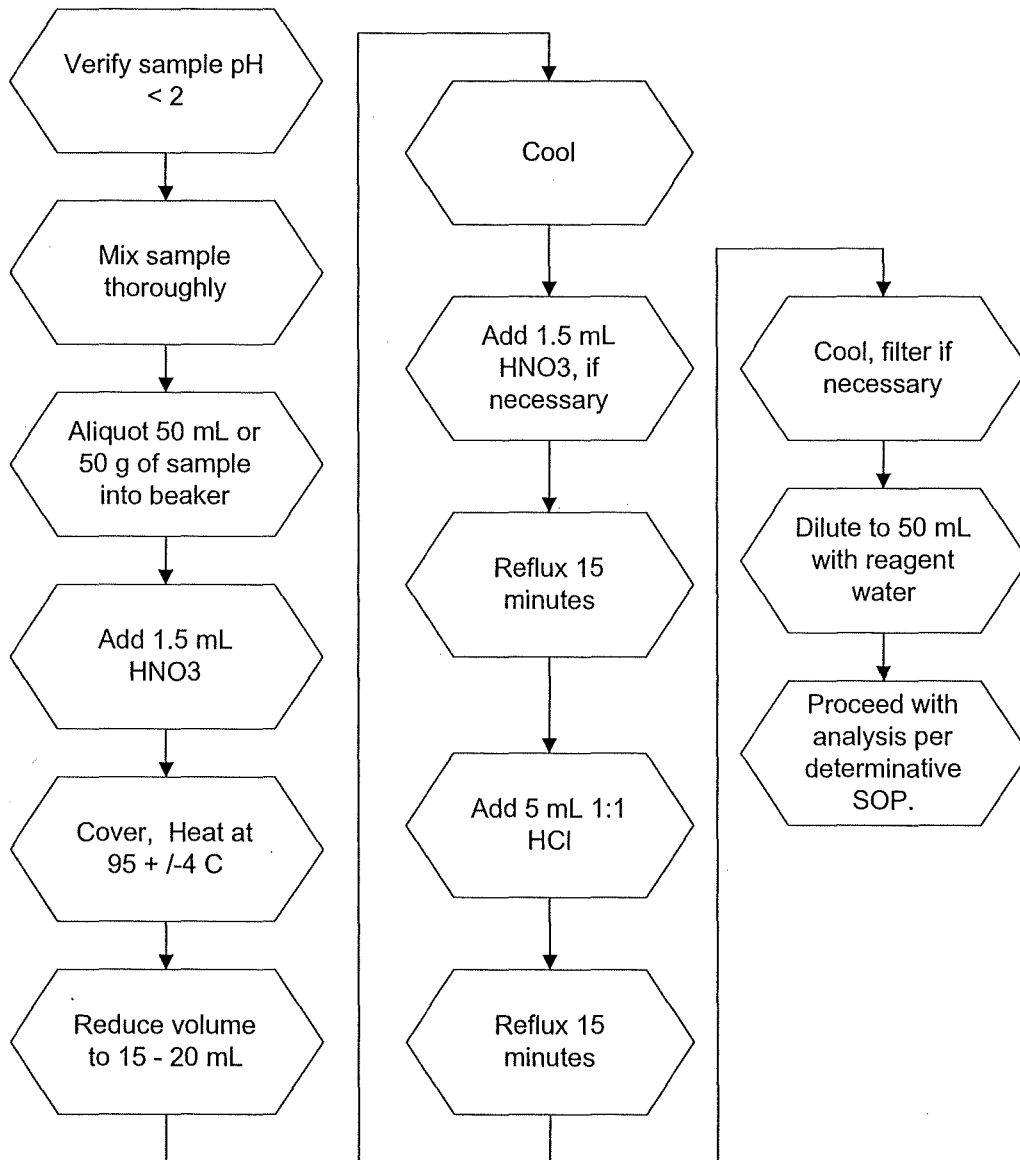 Verify sample pH
< 2
Mix sample
thoroughly
Aliquot 50 mL or
50 g of sample
into beaker
Add 1.5 mL
HNO3
Cover, Heat at
95 + /-4 C
Reduce volume
to 15 - 20 mL
Cool
Add 1.5 mL
HNO3, if
necessary
Reflux 15
minutes
Add 5 mL 1:1
HCl
Reflux 15
minutes
Cool, filter if
necessary
Dilute to 50 mL
with reagent
water
Proceed with
analysis per
determinative
SOP.